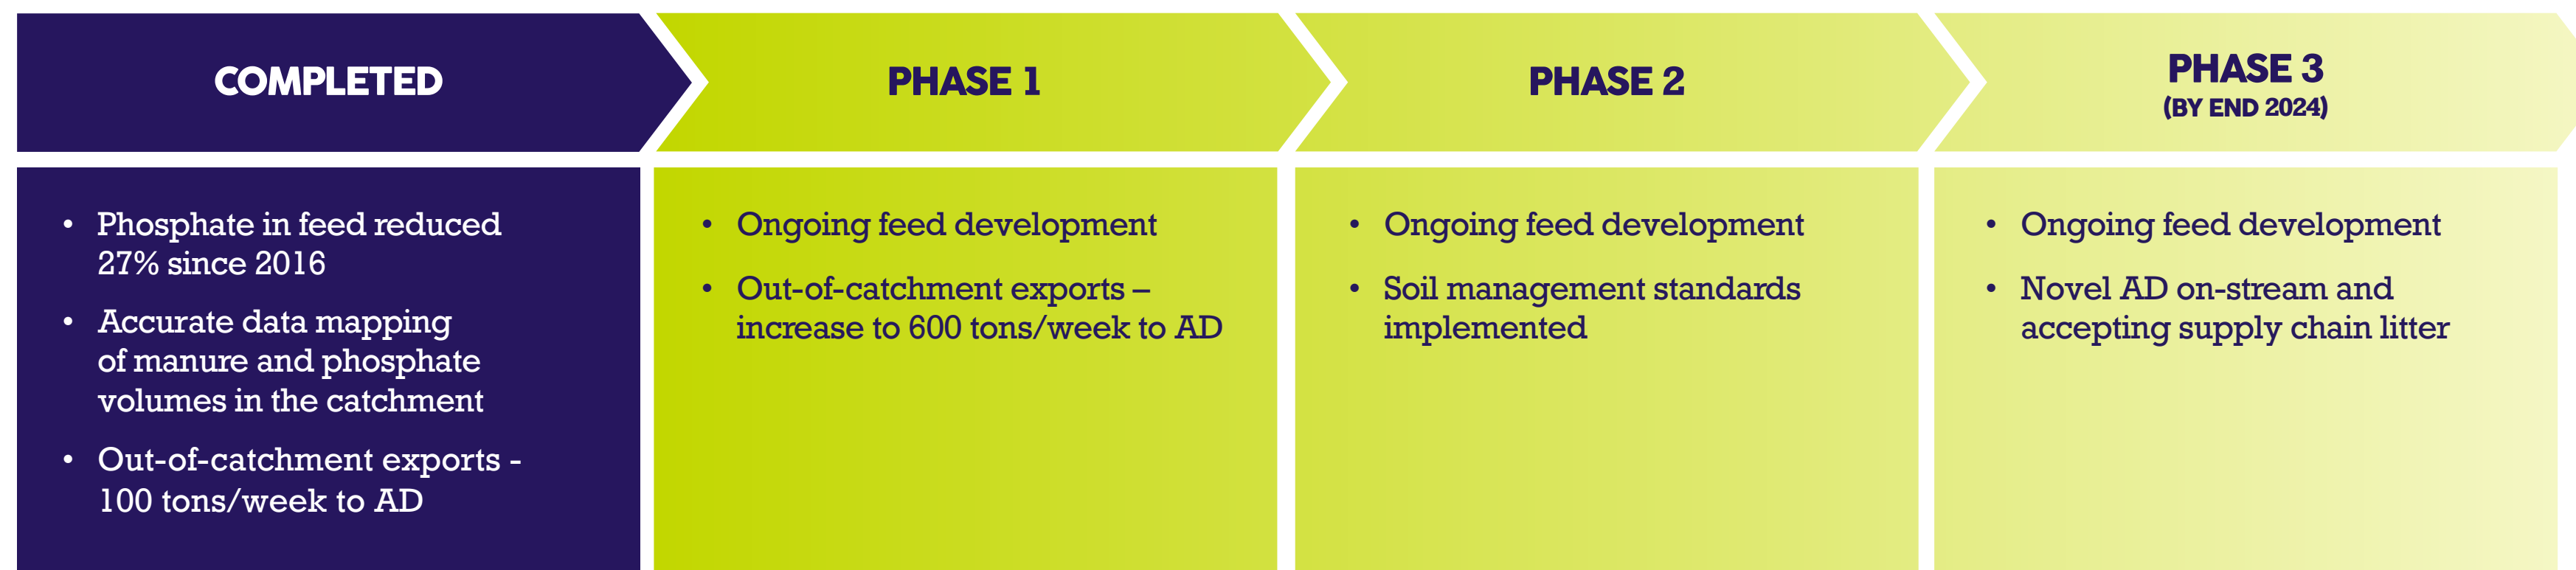 COMPLETED
PHASE 1
PHASE 2
PHASE 3
(BY END 2024)
• Phosphate in feed reduced
27% since 2016
• Accurate data mapping
of manure and phosphate
volumes in the catchment
• Out-of-catchment exports -
100 tons/week to AD
• Ongoing feed development
• Out-of-catchment exports –
increase to 600 tons/week to AD
• Ongoing feed development
• Soil management standards
implemented
• Ongoing feed development
• Novel AD on-stream and
accepting supply chain litter